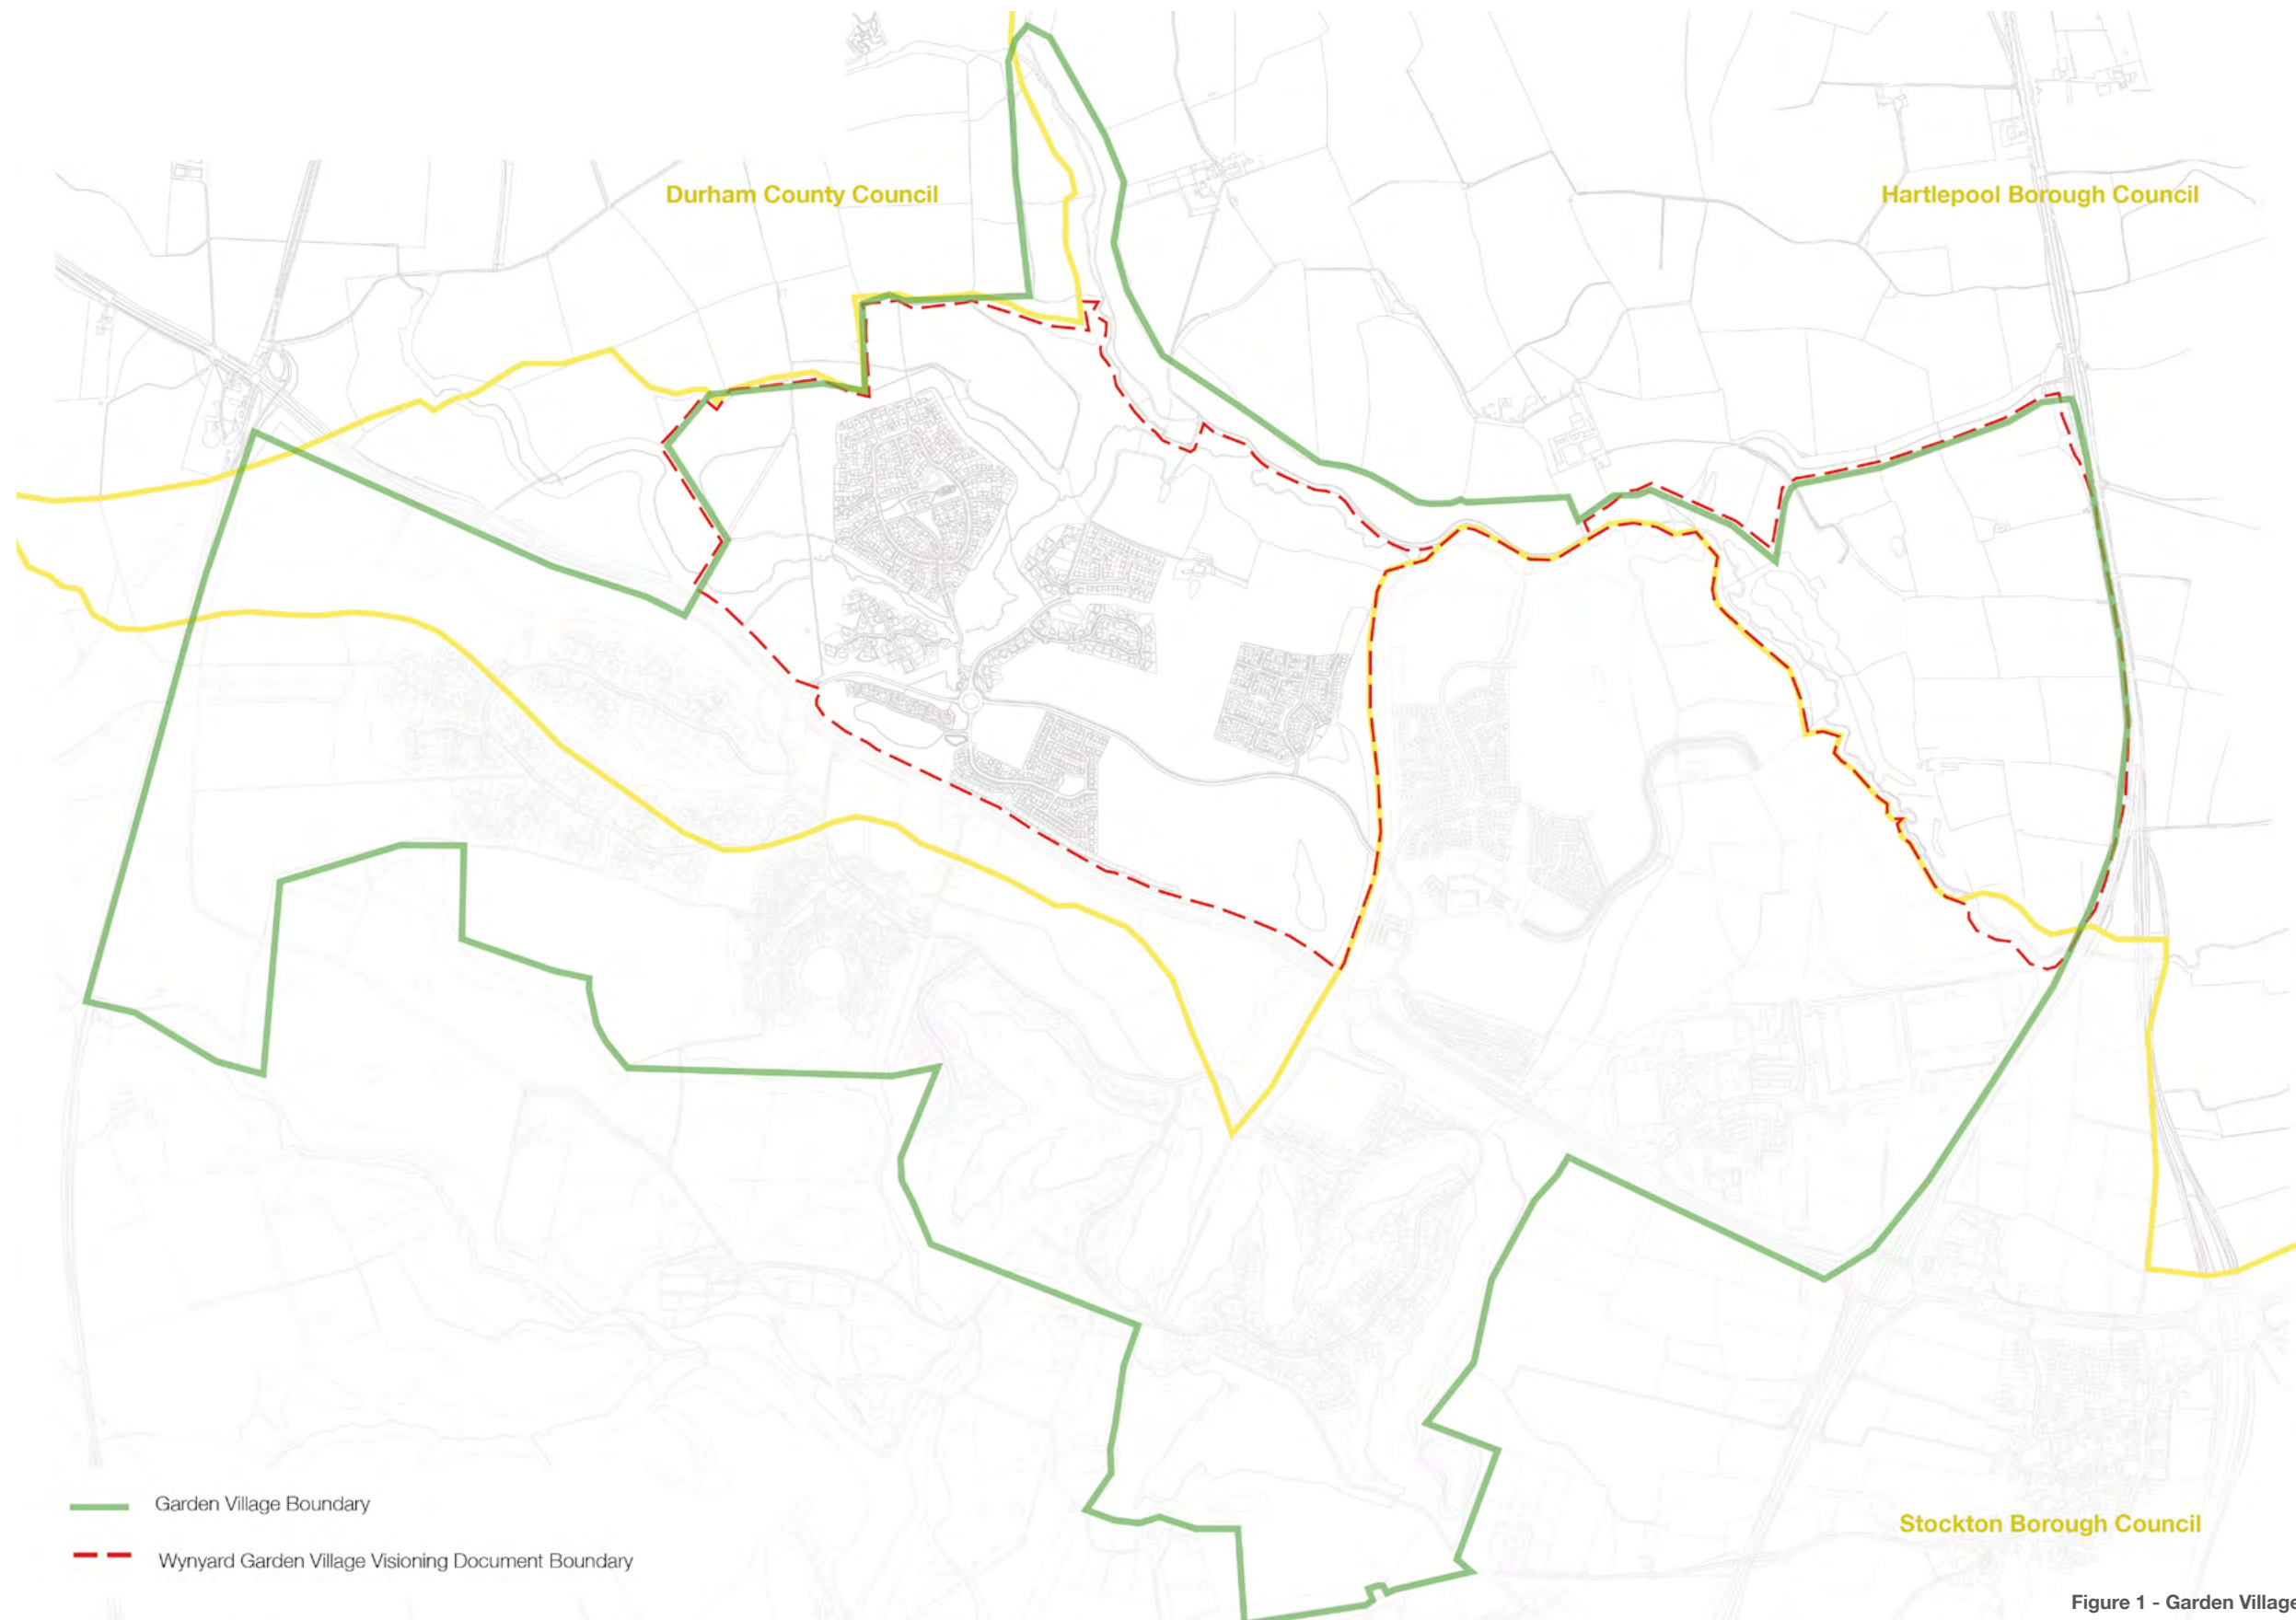 Durham County Council
Hartlepool Borough Council
Garden Village Boundary
Wynyard Garden Village Visioning Document Boundary
Stockton Borough Council
Figure 1 - Garden Village